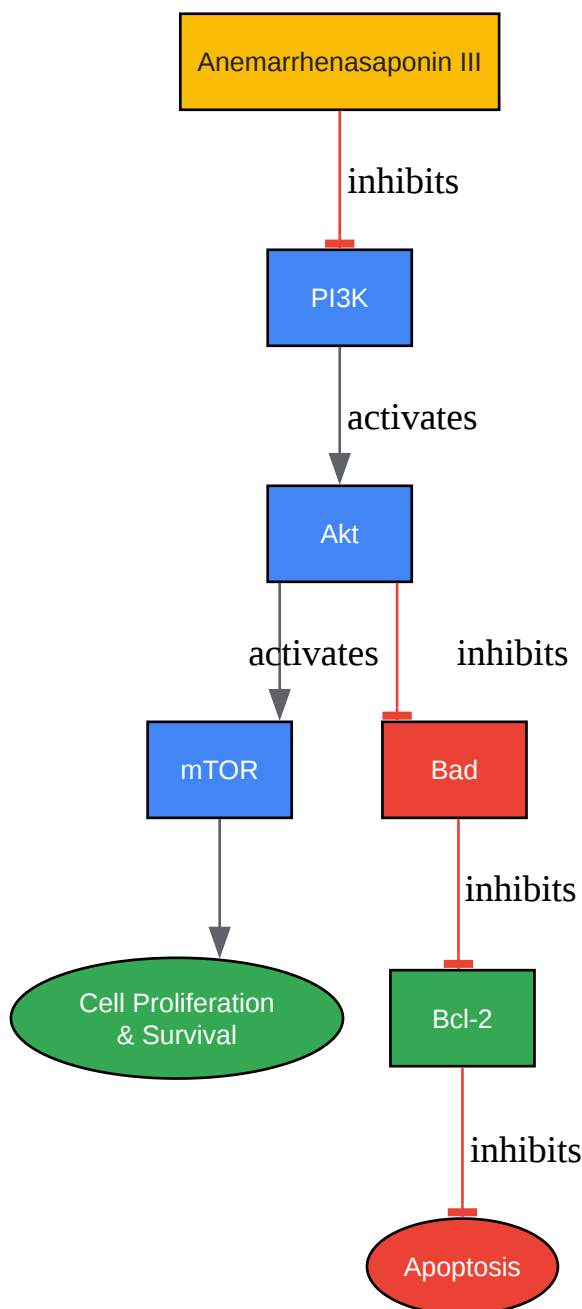 Anemarrhenasaponin III
inhibits
PI3K
activates
Akt
activates
inhibits
mTOR
Bad
inhibits
Cell Proliferation
& Survival
Bcl-2
inhibits
Apoptosis